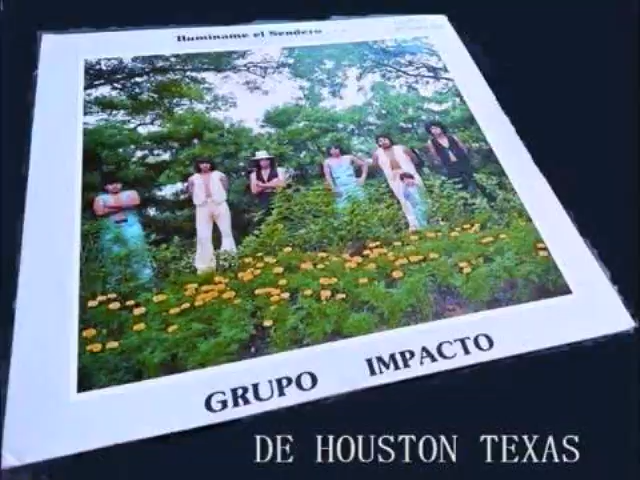 Iluminame el Sendero
GRUPO IMPACTO
DE HOUSTON TEXAS